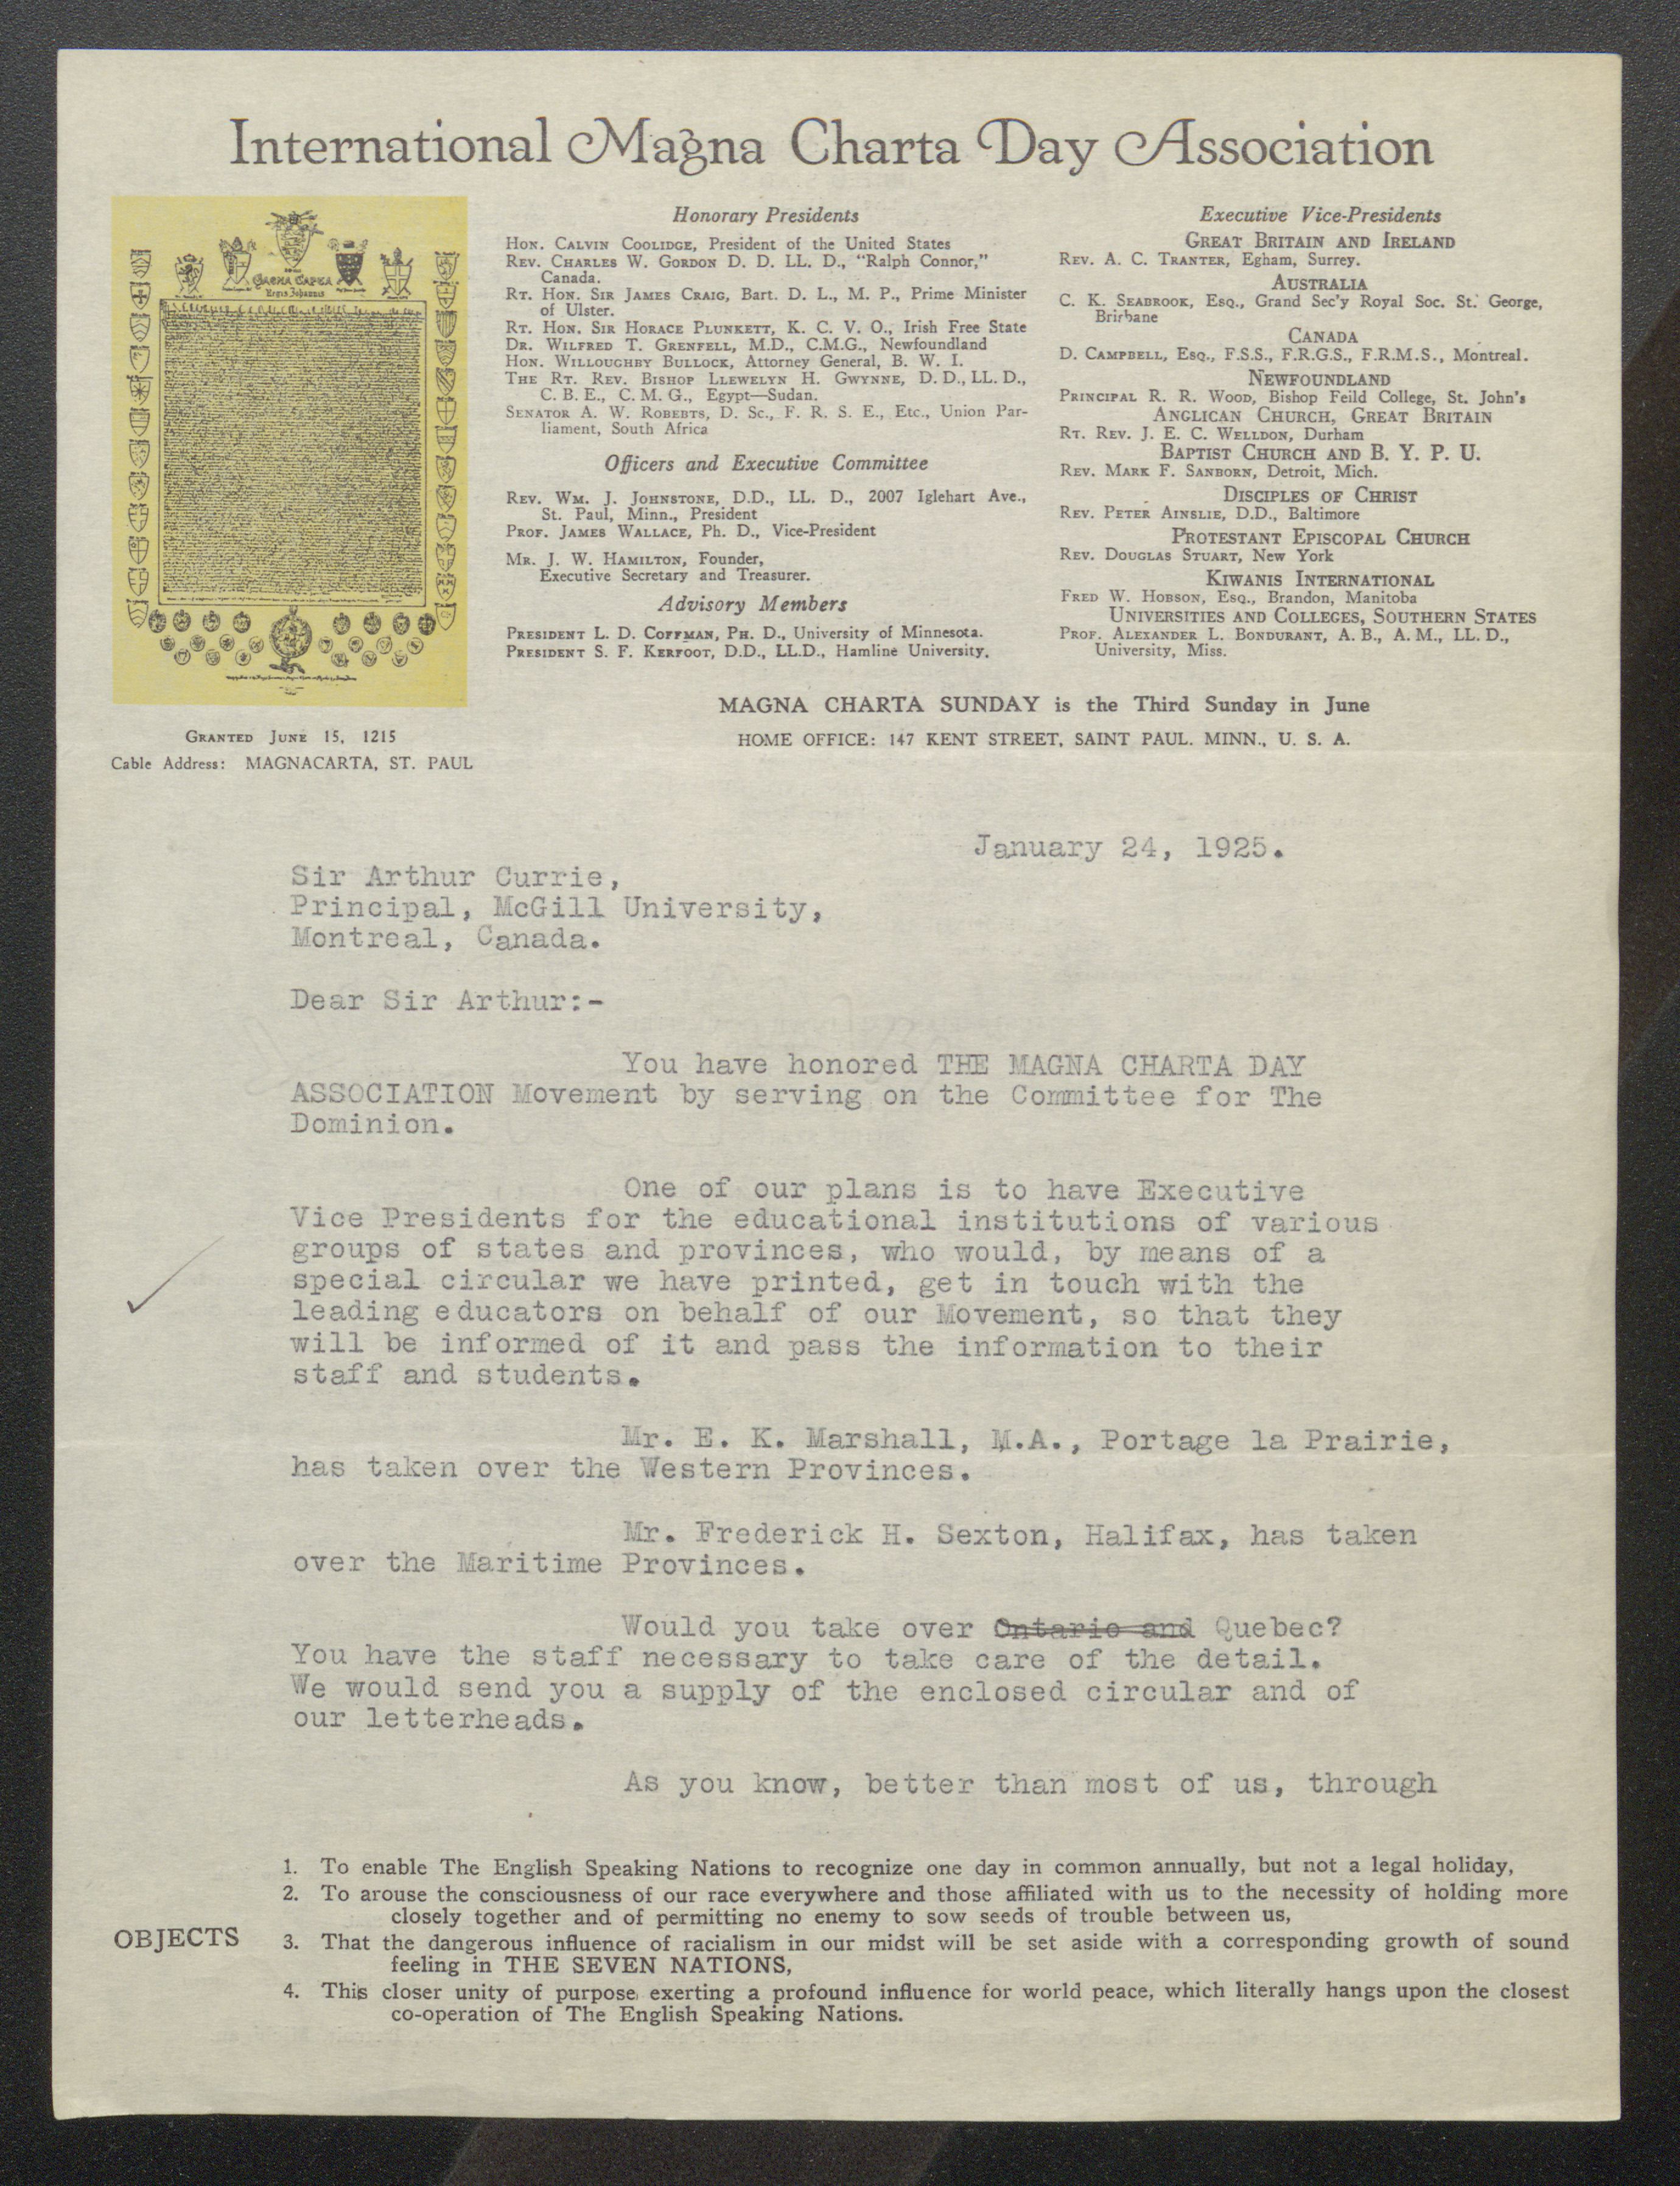 International Magna Charta Day Association
MAGNA CARTA
Regis Johannis
GRANTED JUNE 15, 1215
Cable Address: MAGNACARTA, ST. PAUL
Honorary Presidents
HON. CALVIN COOLIDGE, President of the United States
REV. CHARLES W. GORDON D. D. LL. D., "Ralph Connor,"
Canada.
RT. HON. SIR JAMES CRAIG, Bart. D. L., M. P., Prime Minister
of Ulster.
RT. HON. SIR HORACE PLUNKETT, K. C. V. O., Irish Free State
DR. WILFRED T. GRENFELL, M.D., C.M.G., Newfoundland
HON. WILLOUGHBY BULLOCK, Attorney General, B. W. I.
THE RT. REV. BISHOP LLEWELYN H. GWYNNE, D. D., LL. D.,
C. B. E., C. M. G., Egypt—Sudan.
SENATOR A. W. ROBEBTS, D. Sc., F. R. S. E., Etc., Union Par-
liament, South Africa
Officers and Executive Committee
REV. WM. J. JOHNSTONE, D.D., LL. D., 2007 Iglehart Ave.,
St. Paul, Minn., President
PROF. JAMES WALLACE, Ph. D., Vice-President
MR. J. W. HAMILTON, Founder,
Executive Secretary and Treasurer.
Advisory Members
PRESIDENT L. D. COFFMAN, PH. D., University of Minnesota.
PRESIDENT S. F. KERFOOT, D.D., LL.D., Hamline University.
Executive Vice-Presidents
GREAT BRITAIN AND IRELAND
REV. A. C. TRANTER, Egham, Surrey.
AUSTRALIA
C. K. SEABROOK, ESQ., Grand Sec'y Royal Soc. St. George,
Brirbane
CANADA
D. CAMPBELL, ESQ., F.S.S., F.R.G.S., F.R.M.S., Montreal.
NEWFOUNDLAND
PRINCIPAL R. R. WOOD, Bishop Feild College, St. John's
ANGLICAN CHURCH, GREAT BRITAIN
RT. REV. J. E. C. WELLDON, Durham
BAPTIST CHURCH AND B. Y. P. U.
REV. MARK F. SANBORN, Detroit, Mich.
DISCIPLES OF CHRIST
REV. PETER AINSLIE, D.D., Baltimore
PROTESTANT EPISCOPAL CHURCH
REV. DOUGLAS STUART, New York
KIWANIS INTERNATIONAL
FRED W. HOBSON, ESQ., Brandon, Manitoba
UNIVERSITIES AND COLLEGES, SOUTHERN STATES
PROF. ALEXANDER L. BONDURANT, A. B., A. M., LL. D.,
University, Miss.
MAGNA CHARTA SUNDAY is the Third Sunday in June
HOME OFFICE: 147 KENT STREET, SAINT PAUL. MINN., U. S. A.
January 24, 1925.
Sir Arthur Currie,
Principal, McGill University,
Montreal, Canada.
Dear Sir Arthur:-
You have honored THE MAGNA CHARTA DAY
ASSOCIATION Movement by serving on the Committee for The
Dominion.
One of our plans is to have Executive
Vice Presidents for the educational institutions of various
groups of states and provinces, who would, by means of a
special circular we have printed, get in touch with the
leading educators on behalf of our Movement, so that they
will be informed of it and pass the information to their
staff and students.
Mr. E. K. Marshall, M.A., Portage la Prairie,
has taken over the Western Provinces.
Mr. Frederick H. Sexton, Halifax, has taken
over the Maritime Provinces.
Would you take over Ontario and Quebec?
You have the staff necessary to take care of the detail.
We would send you a supply of the enclosed circular and of
our letterheads.
As you know, better than most of us, through
OBJECTS
1. To enable The English Speaking Nations to recognize one day in common annually, but not a legal holiday,
2. To arouse the consciousness of our race everywhere and those affiliated with us to the necessity of holding more
closely together and of permitting no enemy to sow seeds of trouble between us,
3. That the dangerous influence of racialism in our midst will be set aside with a corresponding growth of sound
feeling in THE SEVEN NATIONS,
4. This closer unity of purpose exerting a profound influence for world peace, which literally hangs upon the closest
co-operation of The English Speaking Nations.